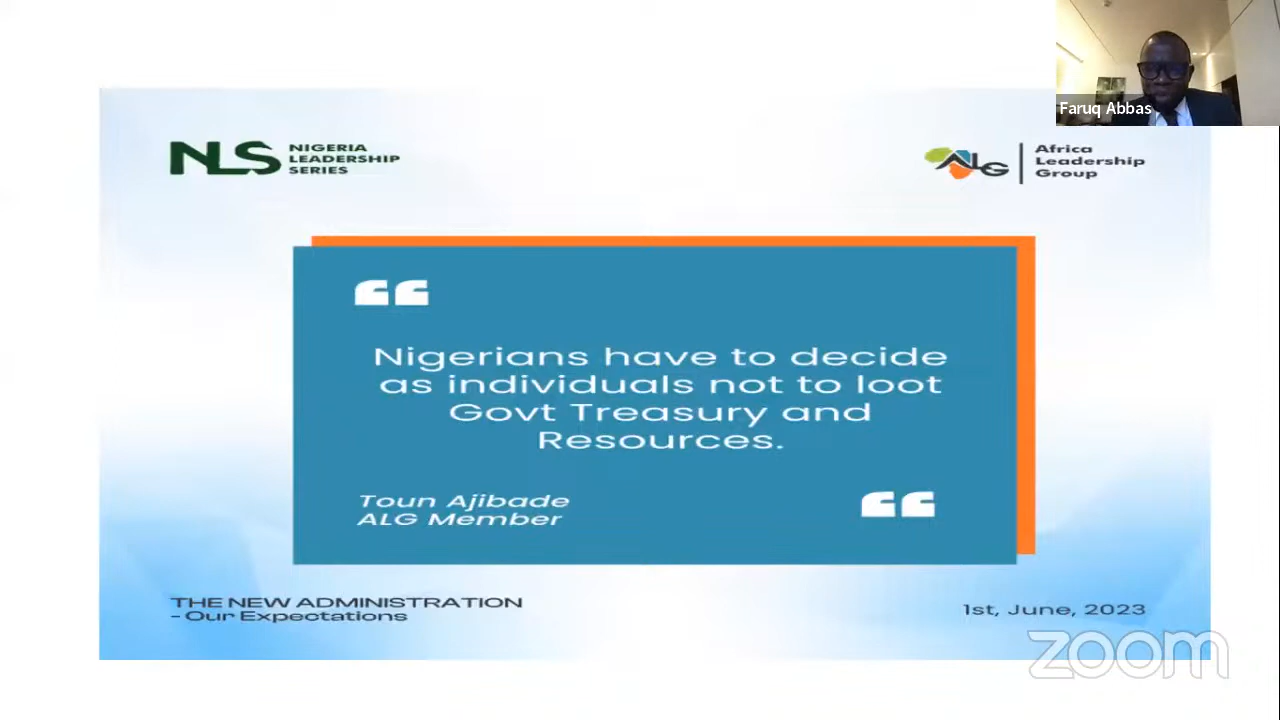 Faruq Abbas
NLS
NIGERIA
LEADERSHIP
SERIES
ALG
Africa
Leadership
Group
Nigerians have to decide
as individuals not to loot
Govt Treasury and
Resources.
Toun Ajibade
ALG Member
THE NEW ADMINISTRATION
- Our Expectations
1st, June, 2023
zoom